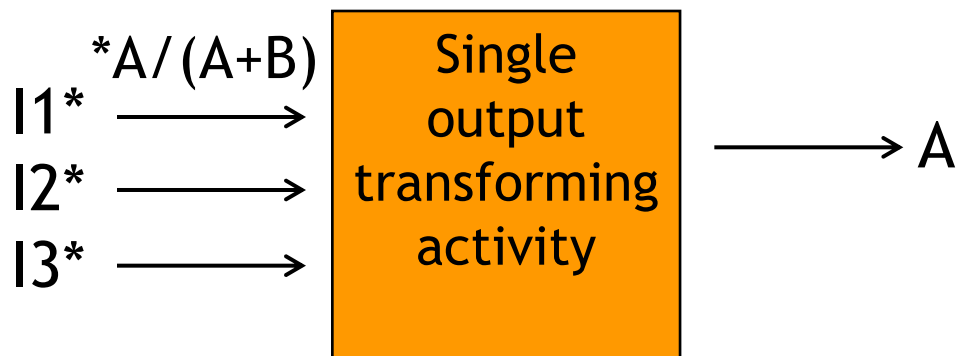 *A/(A+B)
I1*
I2*
I3*
Single
output
transforming
activity
A